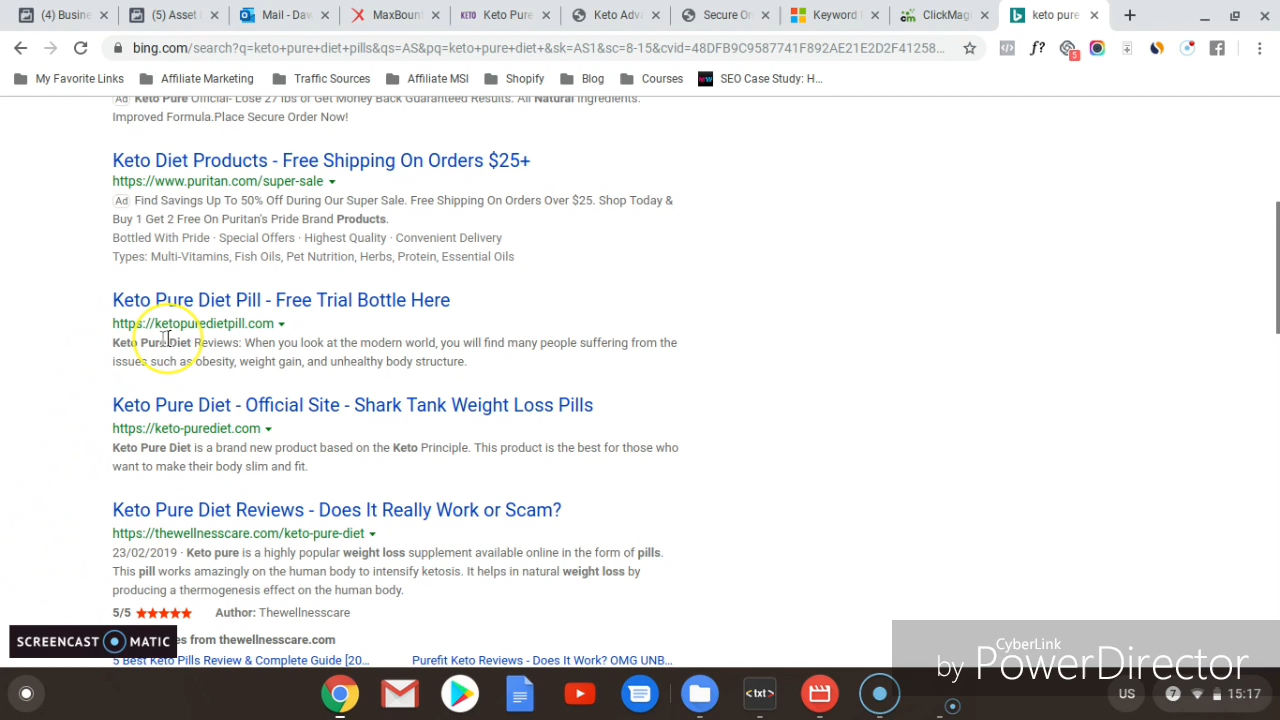 (4) Busine
(5) Asset
Mail - Daw
MaxBount
KETO Keto Pure
Keto Adva
Secure Or
Keyword
ClickMagi
keto pure
bing.com/search?q=keto+pure+diet+pills&qs=AS&pq=keto+pure+diet+&sk=AS1&sc=8-15&cvid=48DFB9C9587741F892AE21E2D2F41258...
f?
5
My Favorite Links
Affiliate Marketing
Traffic Sources
Affiliate MSI
Shopify
Blog
Courses
SEO Case Study: H...
Ad Keto Pure Official- Lose 27 lbs or Get Money Back Guaranteed Results. All Natural Ingredients.
Improved Formula.Place Secure Order Now!
Keto Diet Products - Free Shipping On Orders $25+
https://www.puritan.com/super-sale
Ad Find Savings Up To 50% Off During Our Super Sale. Free Shipping On Orders Over $25. Shop Today &
Buy 1 Get 2 Free On Puritan's Pride Brand Products.
Bottled With Pride · Special Offers · Highest Quality · Convenient Delivery
Types: Multi-Vitamins, Fish Oils, Pet Nutrition, Herbs, Protein, Essential Oils
Keto Pure Diet Pill - Free Trial Bottle Here
https://ketopuredietpill.com
Keto Pure Diet Reviews: When you look at the modern world, you will find many people suffering from the
issues such as obesity, weight gain, and unhealthy body structure.
Keto Pure Diet - Official Site - Shark Tank Weight Loss Pills
https://keto-purediet.com
Keto Pure Diet is a brand new product based on the Keto Principle. This product is the best for those who
want to make their body slim and fit.
Keto Pure Diet Reviews - Does It Really Work or Scam?
https://thewellnesscare.com/keto-pure-diet
23/02/2019 · Keto pure is a highly popular weight loss supplement available online in the form of pills.
This pill works amazingly on the human body to intensify ketosis. It helps in natural weight loss by
producing a thermogenesis effect on the human body.
5/5 Author: Thewellnesscare
es from thewellnesscare.com
5 Best Keto Pills Review & Complete Guide [20...
Purefit Keto Reviews - Does It Work? OMG UNB...
SCREENCAST MATIC
CyberLink
by PowerDirector
<txt>
US
7
15:17